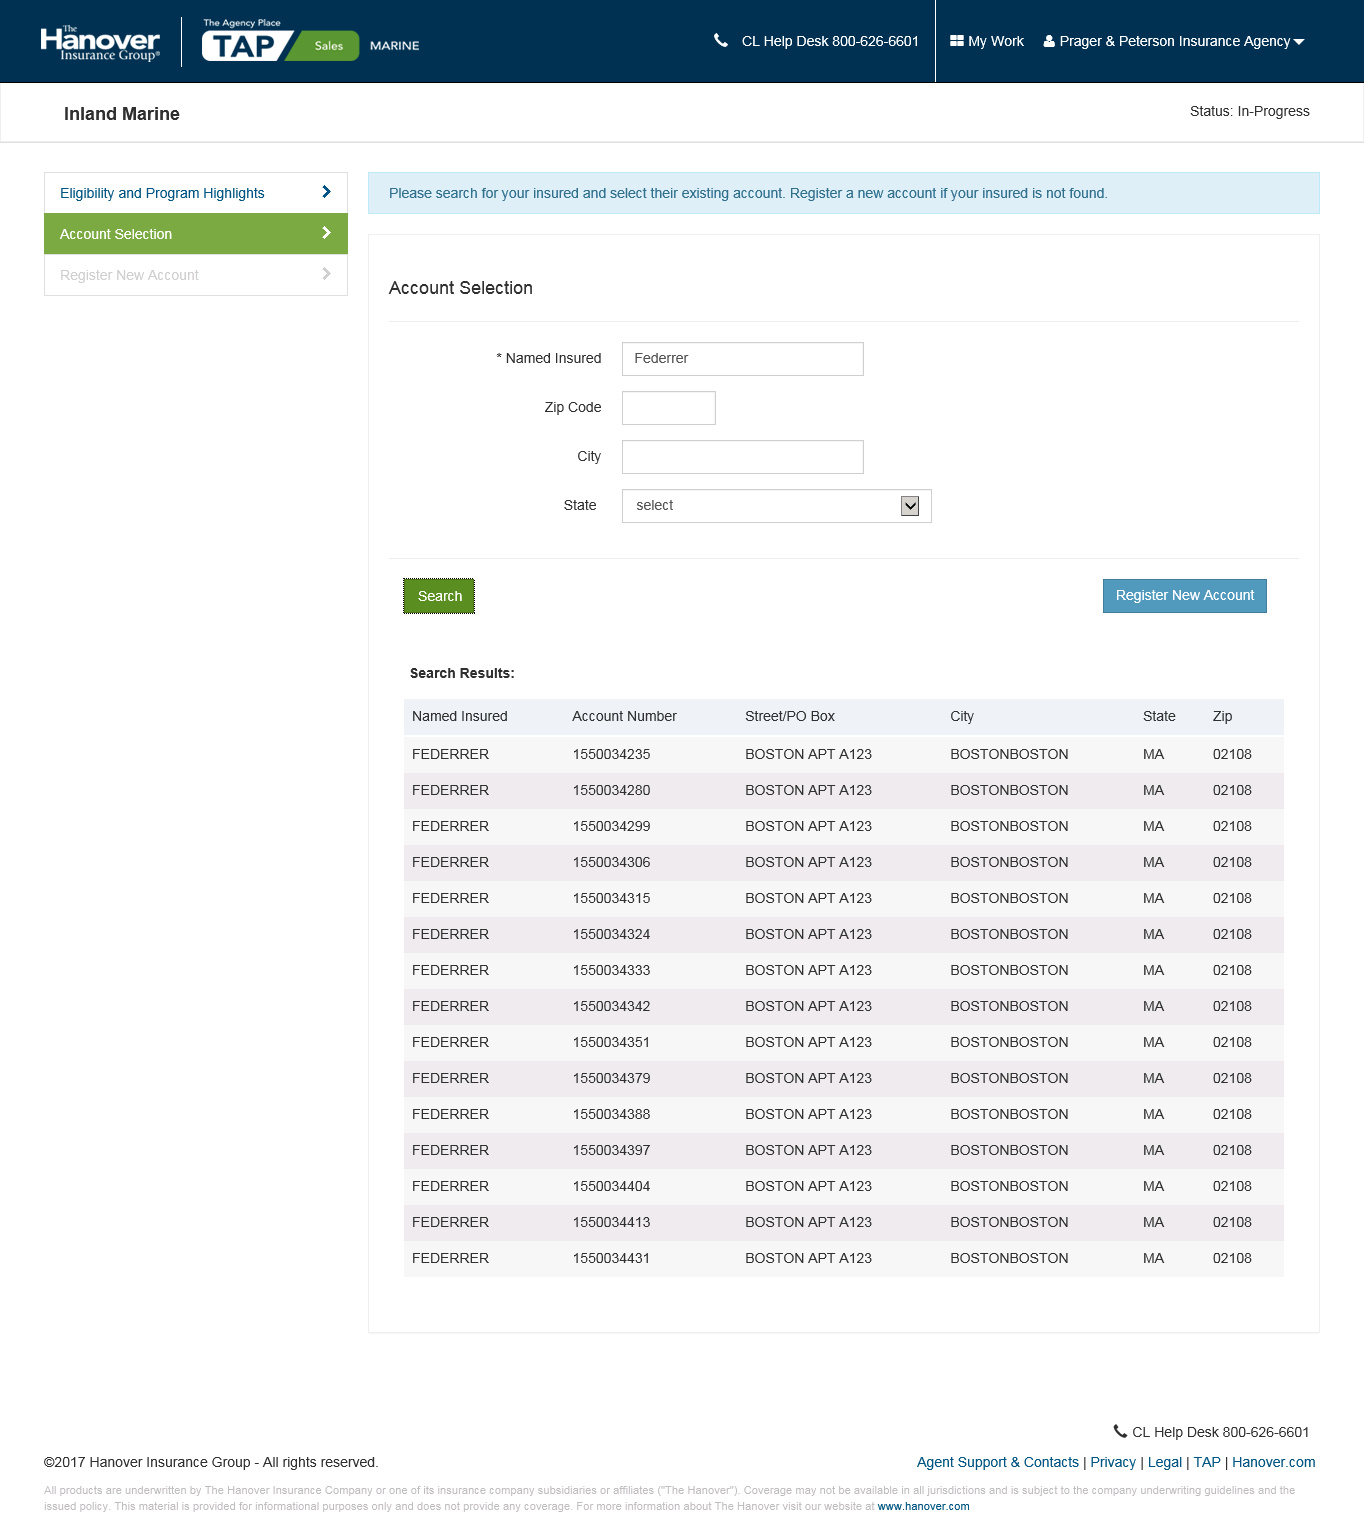 The Hanover Insurance Group®
The Agency Place
TAP Sales MARINE
CL Help Desk 800-626-6601
My Work
Prager & Peterson Insurance Agency
Inland Marine
Status: In-Progress
Eligibility and Program Highlights
Account Selection
Register New Account
Please search for your insured and select their existing account. Register a new account if your insured is not found.
Account Selection
* Named Insured Federrer
Zip Code
City
State select
Search
Register New Account
Search Results:
Named Insured Account Number Street/PO Box City State Zip
FEDERRER 1550034235 BOSTON APT A123 BOSTONBOSTON MA 02108
FEDERRER 1550034280 BOSTON APT A123 BOSTONBOSTON MA 02108
FEDERRER 1550034299 BOSTON APT A123 BOSTONBOSTON MA 02108
FEDERRER 1550034306 BOSTON APT A123 BOSTONBOSTON MA 02108
FEDERRER 1550034315 BOSTON APT A123 BOSTONBOSTON MA 02108
FEDERRER 1550034324 BOSTON APT A123 BOSTONBOSTON MA 02108
FEDERRER 1550034333 BOSTON APT A123 BOSTONBOSTON MA 02108
FEDERRER 1550034342 BOSTON APT A123 BOSTONBOSTON MA 02108
FEDERRER 1550034351 BOSTON APT A123 BOSTONBOSTON MA 02108
FEDERRER 1550034379 BOSTON APT A123 BOSTONBOSTON MA 02108
FEDERRER 1550034388 BOSTON APT A123 BOSTONBOSTON MA 02108
FEDERRER 1550034397 BOSTON APT A123 BOSTONBOSTON MA 02108
FEDERRER 1550034404 BOSTON APT A123 BOSTONBOSTON MA 02108
FEDERRER 1550034413 BOSTON APT A123 BOSTONBOSTON MA 02108
FEDERRER 1550034431 BOSTON APT A123 BOSTONBOSTON MA 02108
CL Help Desk 800-626-6601
©2017 Hanover Insurance Group - All rights reserved.
Agent Support & Contacts | Privacy | Legal | TAP | Hanover.com
All products are underwritten by The Hanover Insurance Company or one of its insurance company subsidiaries or affiliates ("The Hanover"). Coverage may not be available in all jurisdictions and is subject to the company underwriting guidelines and the
issued policy. This material is provided for informational purposes only and does not provide any coverage. For more information about The Hanover visit our website at www.hanover.com